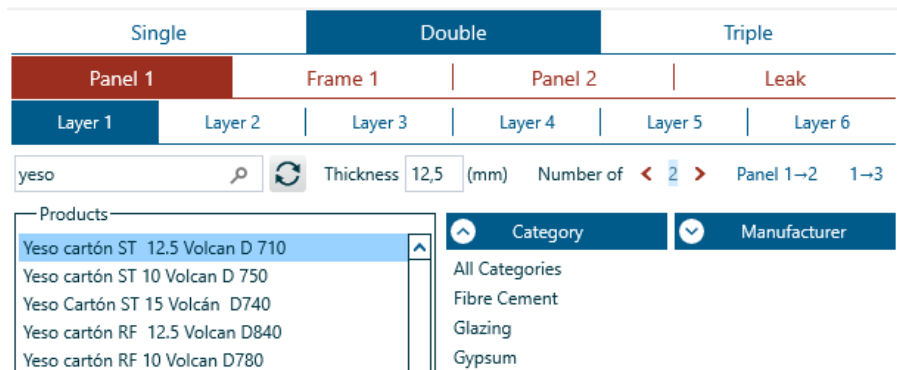 Single Double Triple
Panel 1 Frame 1 Panel 2 Leak
Layer 1 Layer 2 Layer 3 Layer 4 Layer 5 Layer 6
yeso Thickness 12,5 (mm) Number of 2 Panel 1→2 1→3
Products
Category Manufacturer
Yeso cartón ST  12.5 Volcan D 710
Yeso cartón ST 10 Volcan D 750
Yeso Cartón ST 15 Volcán  D740
Yeso cartón RF  12.5 Volcan D840
Yeso cartón RF 10 Volcan D780
All Categories
Fibre Cement
Glazing
Gypsum